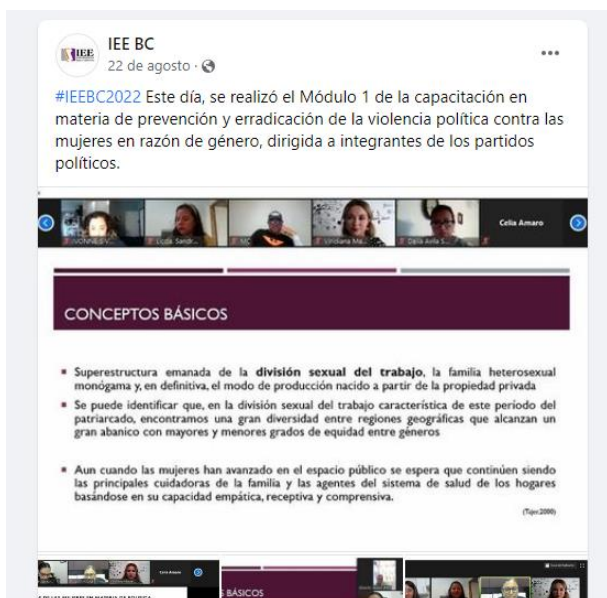 IEE BC
22 de agosto ·
IEE
#IEEBC2022 Este día, se realizó el Módulo 1 de la capacitación en
materia de prevención y erradicación de la violencia política contra las
mujeres en razón de género, dirigida a integrantes de los partidos
políticos.
Celia Amaro
CONCEPTOS BÁSICOS
▪ Superestructura emanada de la división sexual del trabajo, la familia heterosexual
monógama y, en definitiva, el modo de producción nacido a partir de la propiedad privada
▪ Se puede identificar que, en la división sexual del trabajo característica de este período del
patriarcado, encontramos una gran diversidad entre regiones geográficas que alcanzan un
gran abanico con mayores y menores grados de equidad entre géneros
▪ Aun cuando las mujeres han avanzado en el espacio público se espera que continúen siendo
las principales cuidadoras de la familia y las agentes del sistema de salud de los hogares
basándose en su capacidad empática, receptiva y comprensiva.
BÁSICOS